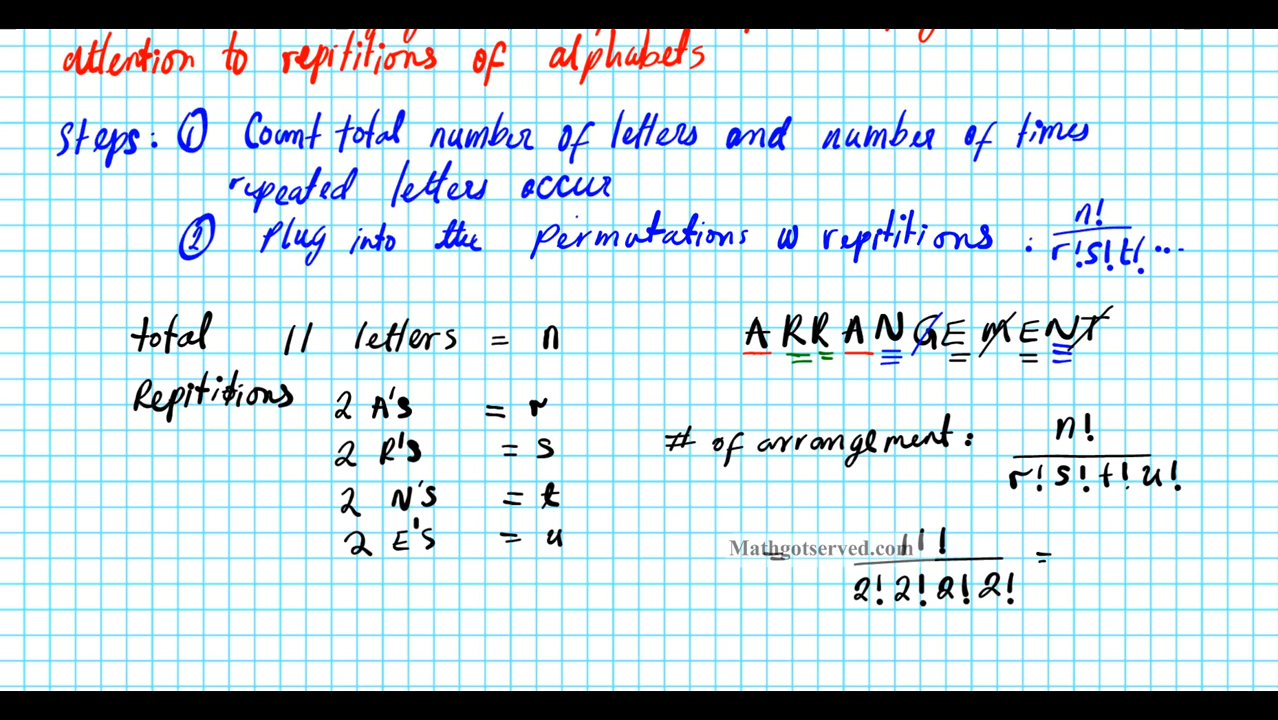 attention to repititions of alphabets
Steps: ① Count total number of letters and number of times
repeated letters occur
② Plug into the permutations w repititions : n!/r!s!t!...
total 11 letters = n
ARRANGEMENT
Repititions
2 A's = r
2 R's = s
2 N's = t
2 E's = u
# of arrangement: n!/r!s!t!u!
Mathgotserved.com
= 11!/2!2!2!2! =